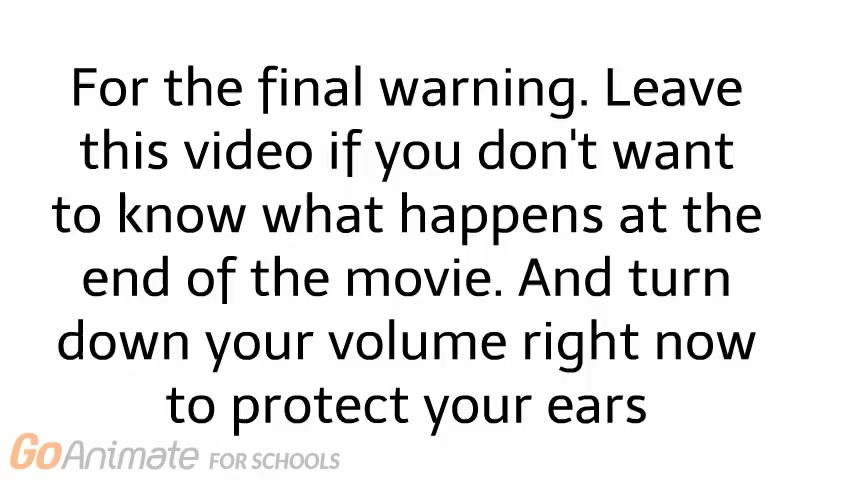 For the final warning. Leave
this video if you don't want
to know what happens at the
end of the movie. And turn
down your volume right now
to protect your ears
GoAnimate FOR SCHOOLS